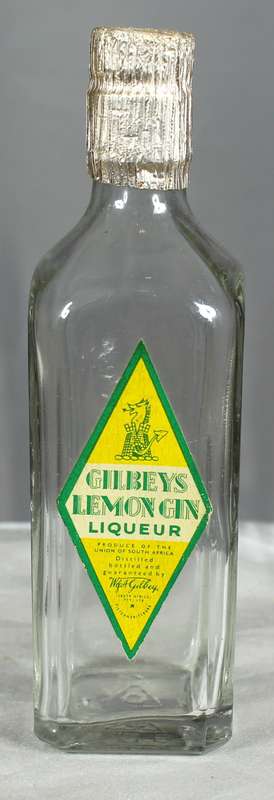 GILBEYS
LEMON GIN
LIQUEUR
PRODUCE OF THE
UNION OF SOUTH AFRICA
Distilled
bottled and
guaranteed by
W&A Gilbey